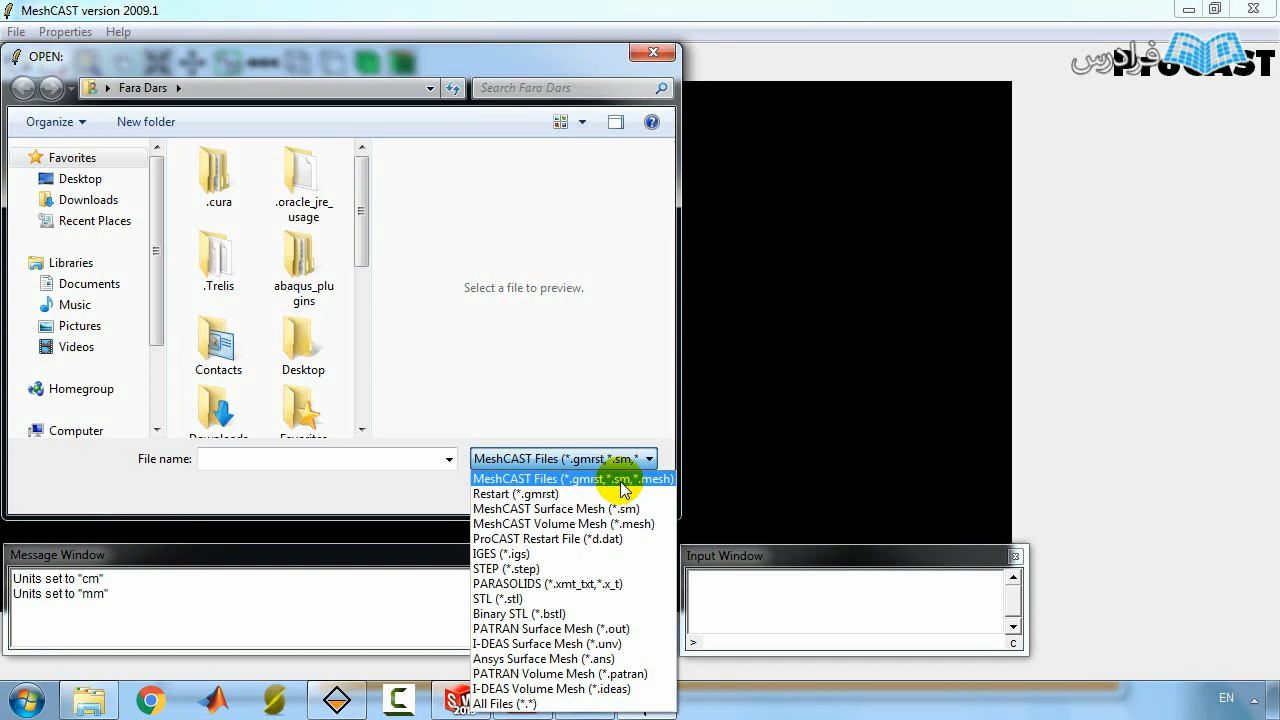 MeshCAST version 2009.1
File Properties Help
فرادرس
ProCAST
OPEN:
Fara Dars
Search Fara Dars
Organize
New folder
Favorites
Desktop
Downloads
Recent Places
Libraries
Documents
Music
Pictures
Videos
Homegroup
Computer
.cura
.oracle_jre_
usage
.Trelis
abaqus_plu
gins
Contacts
Desktop
Downloads
Favorites
Select a file to preview.
File name:
MeshCAST Files (*.gmrst,*.sm,*
MeshCAST Files (*.gmrst,*.sm,*.mesh)
Restart (*.gmrst)
MeshCAST Surface Mesh (*.sm)
MeshCAST Volume Mesh (*.mesh)
ProCAST Restart File (*d.dat)
IGES (*.igs)
STEP (*.step)
PARASOLIDS (*.xmt_txt,*.x_t)
STL (*.stl)
Binary STL (*.bstl)
PATRAN Surface Mesh (*.out)
I-DEAS Surface Mesh (*.unv)
Ansys Surface Mesh (*.ans)
PATRAN Volume Mesh (*.patran)
I-DEAS Volume Mesh (*.ideas)
All Files (*.*)
Message Window
Units set to "cm"
Units set to "mm"
Input Window
>
c
EN